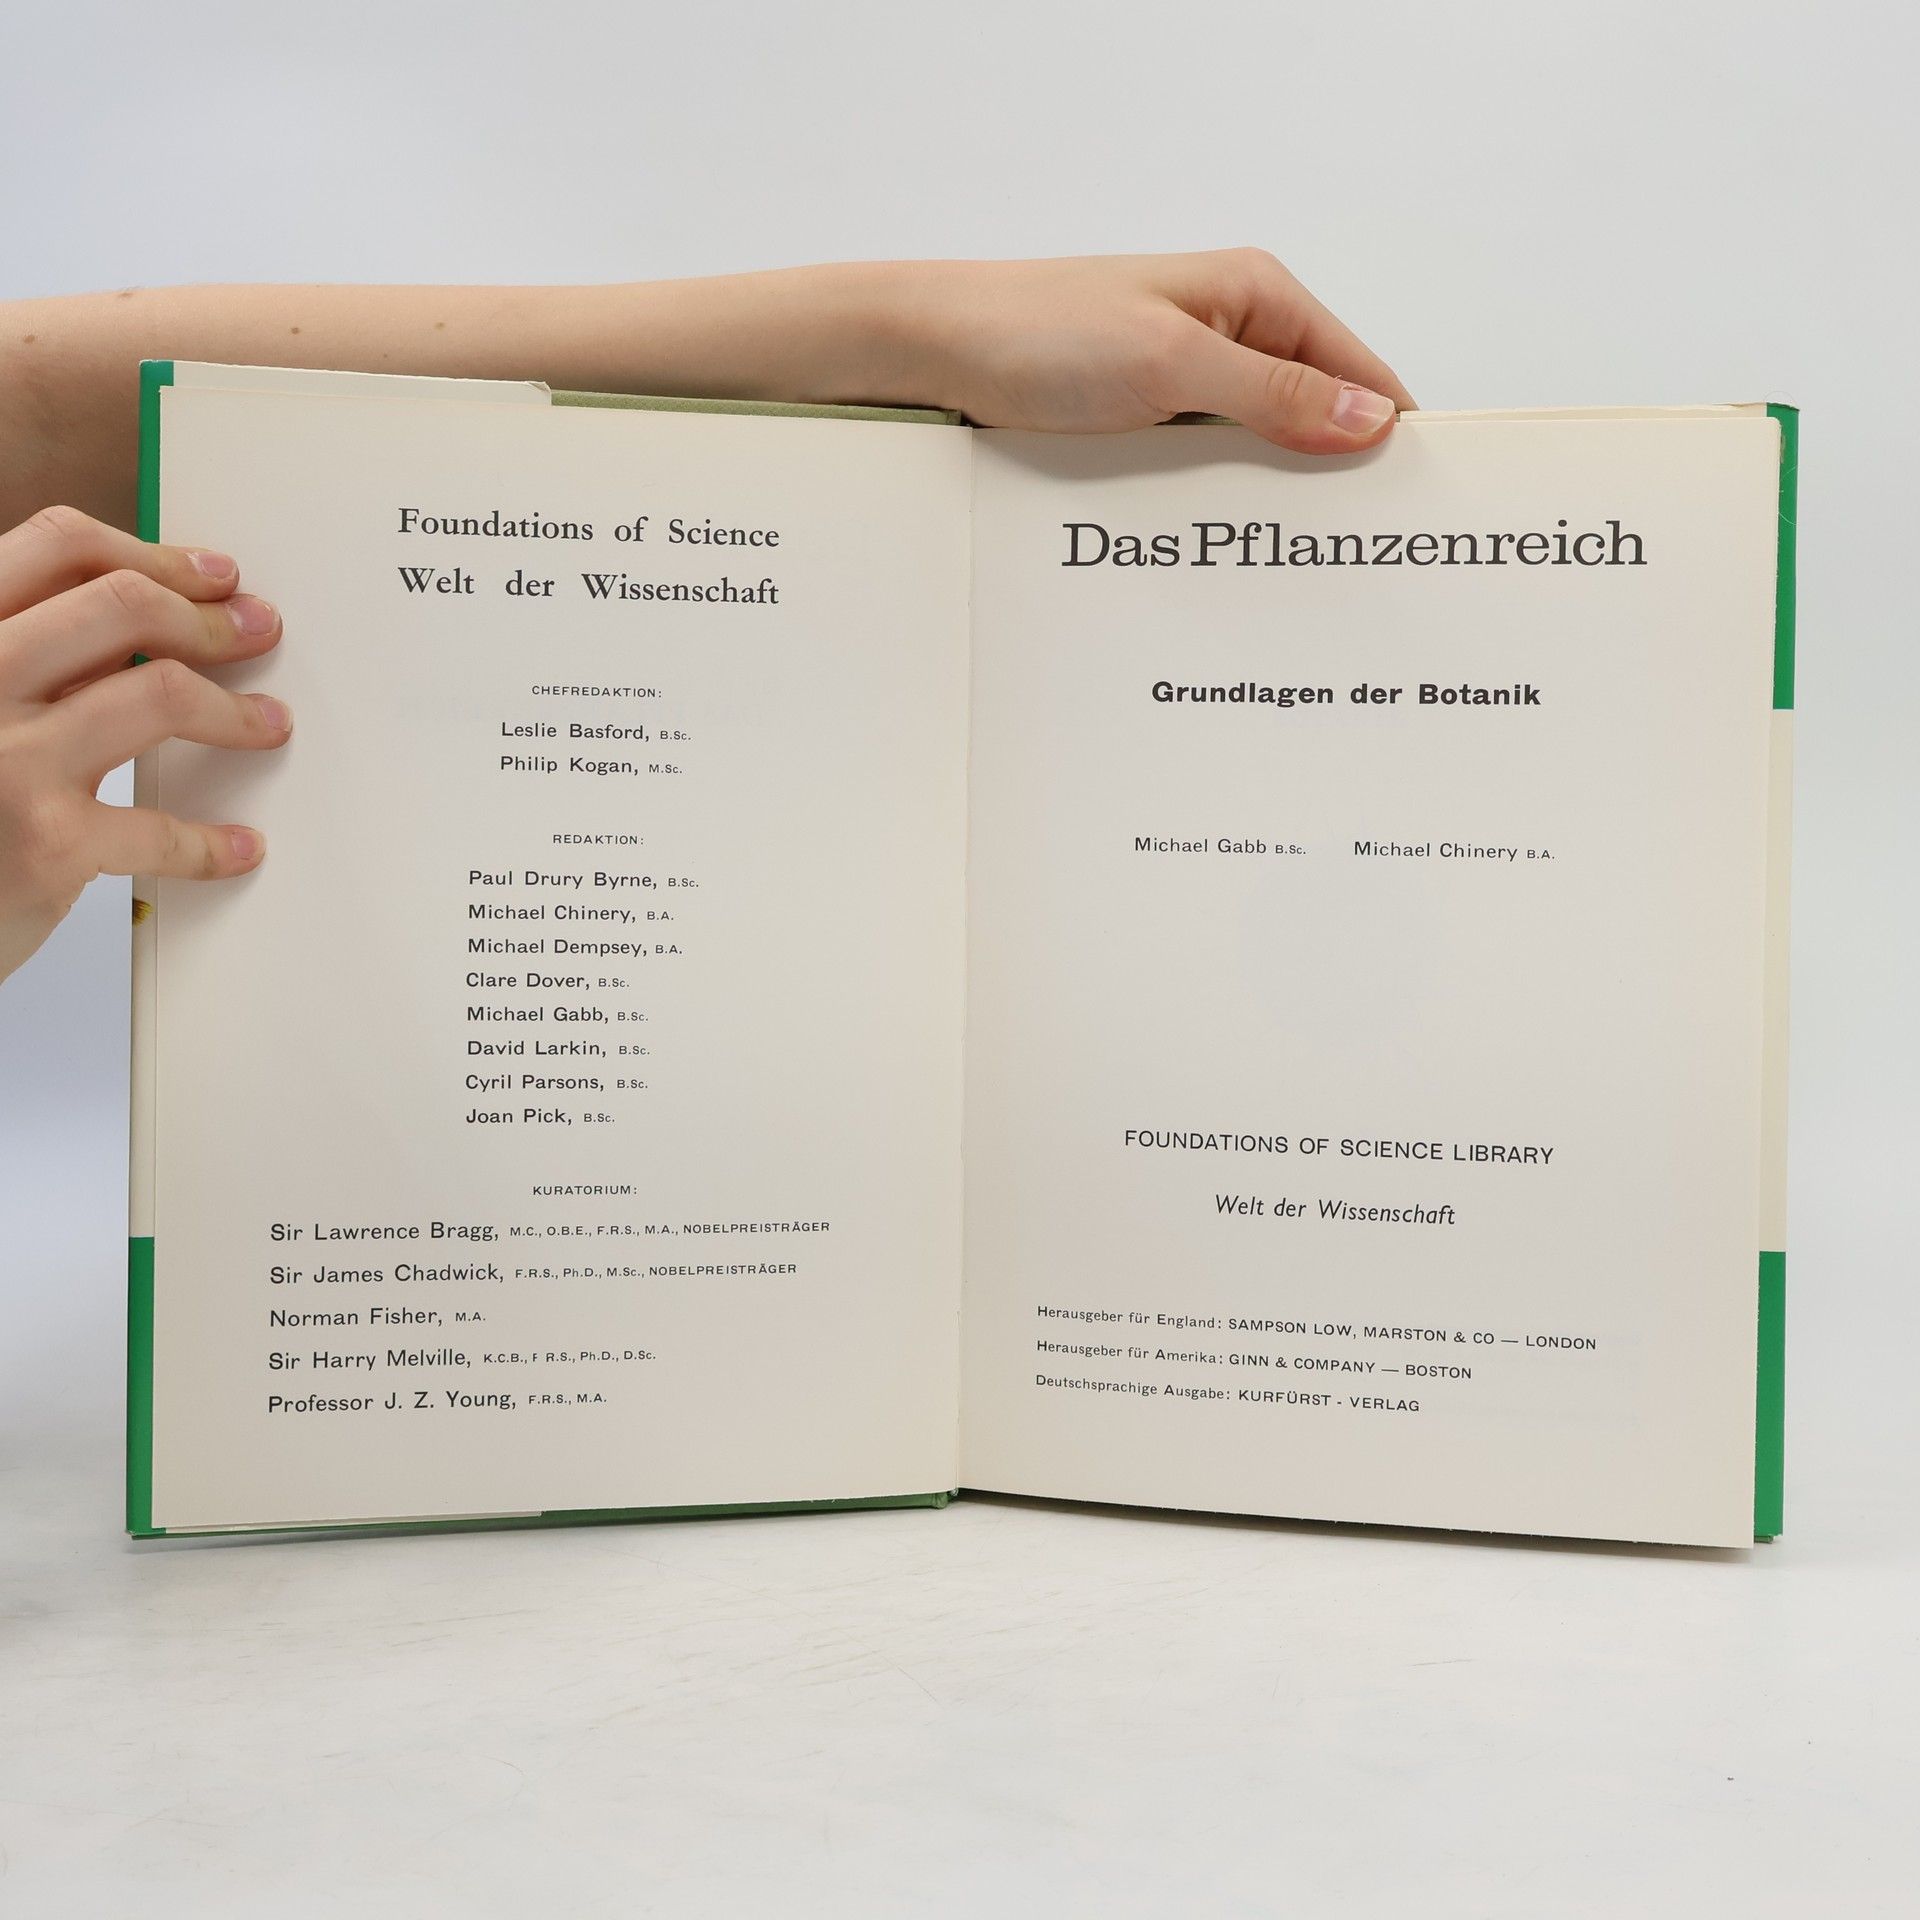 Foundations of Science
Welt der Wissenschaft
CHEFREDAKTION:
Leslie Basford, B.Sc.
Philip Kogan, M.Sc.
REDAKTION:
Paul Drury Byrne, B.Sc.
Michael Chinery, B.A.
Michael Dempsey, B.A.
Clare Dover, B.Sc.
Michael Gabb, B.Sc.
David Larkin, B.Sc.
Cyril Parsons, B.Sc.
Joan Pick, B.Sc.
KURATORIUM:
Sir Lawrence Bragg, M.C., O.B.E., F.R.S., M.A., NOBELPREISTRÄGER
Sir James Chadwick, F.R.S., Ph.D., M.Sc., NOBELPREISTRÄGER
Norman Fisher, M.A.
Sir Harry Melville, K.C.B., F R.S., Ph.D., D.Sc.
Professor J. Z. Young, F.R.S., M.A.
Das Pflanzenreich
Grundlagen der Botanik
Michael Gabb B.Sc. Michael Chinery B.A.
FOUNDATIONS OF SCIENCE LIBRARY
Welt der Wissenschaft
Herausgeber für England: SAMPSON LOW, MARSTON & CO — LONDON
Herausgeber für Amerika: GINN & COMPANY — BOSTON
Deutschsprachige Ausgabe: KURFÜRST - VERLAG